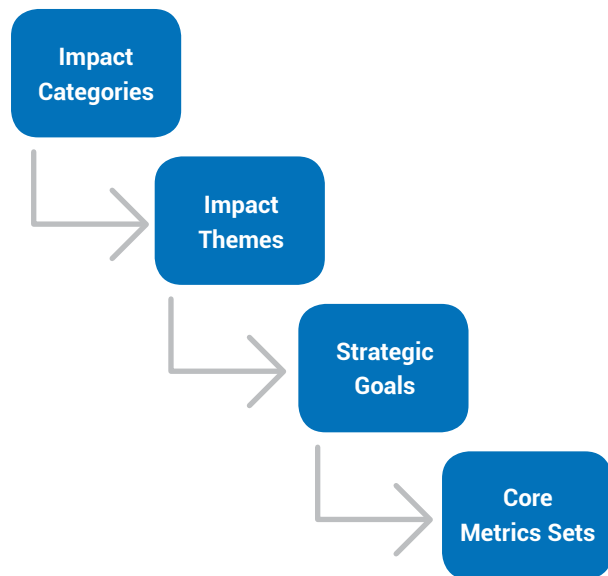 Impact
Categories
Impact
Themes
Strategic
Goals
Core
Metrics Sets